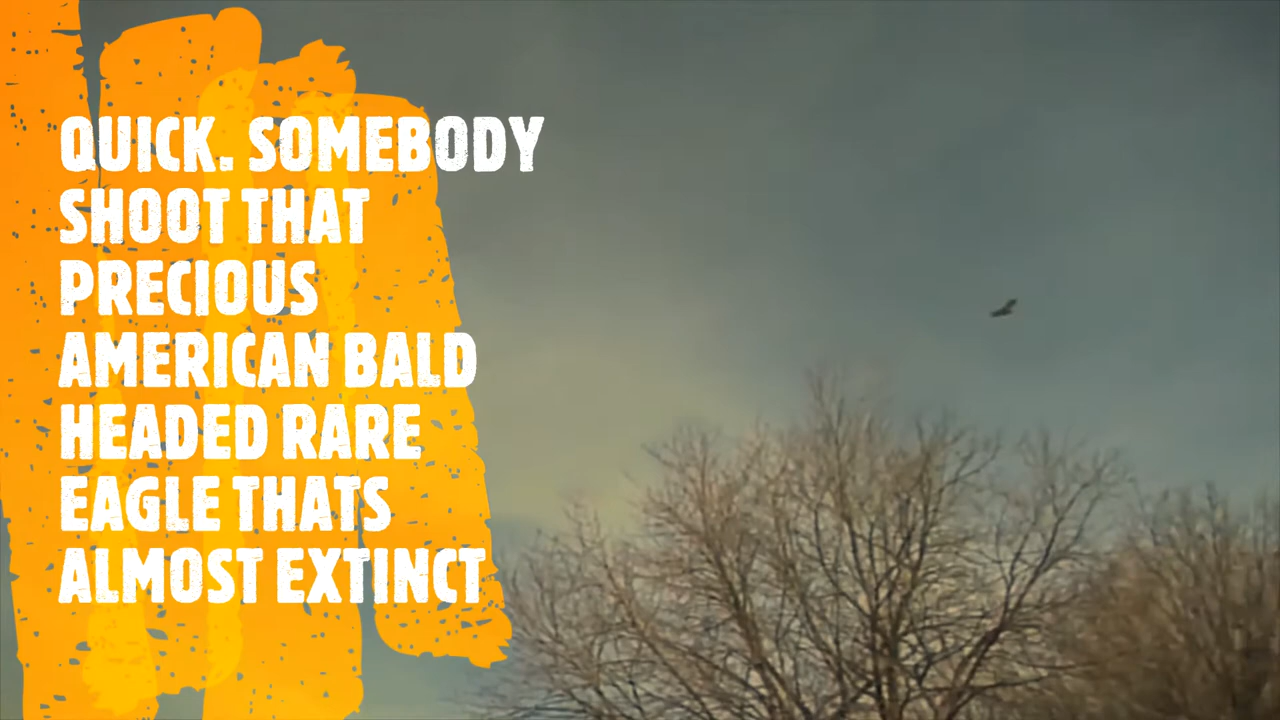 QUICK. SOMEBODY
SHOOT THAT
PRECIOUS
AMERICAN BALD
HEADED RARE
EAGLE THATS
ALMOST EXTINCT